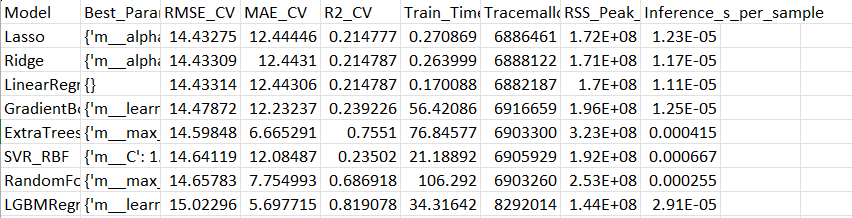 Model Best_Para RMSE_CV MAE_CV R2_CV Train_Time Tracemallo RSS_Peak_ Inference_s_per_sample
Lasso {'m__alpha 14.43275 12.44446 0.214777 0.270869 6886461 1.72E+08 1.23E-05
Ridge {'m__alpha 14.43309 12.4431 0.214787 0.263999 6888122 1.71E+08 1.17E-05
LinearRegr {} 14.43314 12.44306 0.214787 0.170088 6882187 1.7E+08 1.11E-05
GradientBo {'m__learn 14.47872 12.23237 0.239226 56.42086 6916659 1.96E+08 1.25E-05
ExtraTrees {'m__max_ 14.59848 6.665291 0.7551 76.84577 6903300 3.23E+08 0.000415
SVR_RBF {'m__C': 1. 14.64119 12.08487 0.23502 21.18892 6905929 1.92E+08 0.000667
RandomFo {'m__max_ 14.65783 7.754993 0.686918 106.292 6903260 2.53E+08 0.000255
LGBMRegr {'m__learn 15.02296 5.697715 0.819078 34.31642 8292014 1.44E+08 2.91E-05